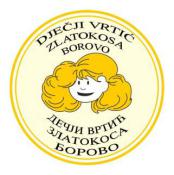 DJEČJI VRTIĆ
ZLATOKOSA
BOROVO
ДЕЧЈИ ВРТИЋ
ЗЛАТОКОСА
БОРОВО